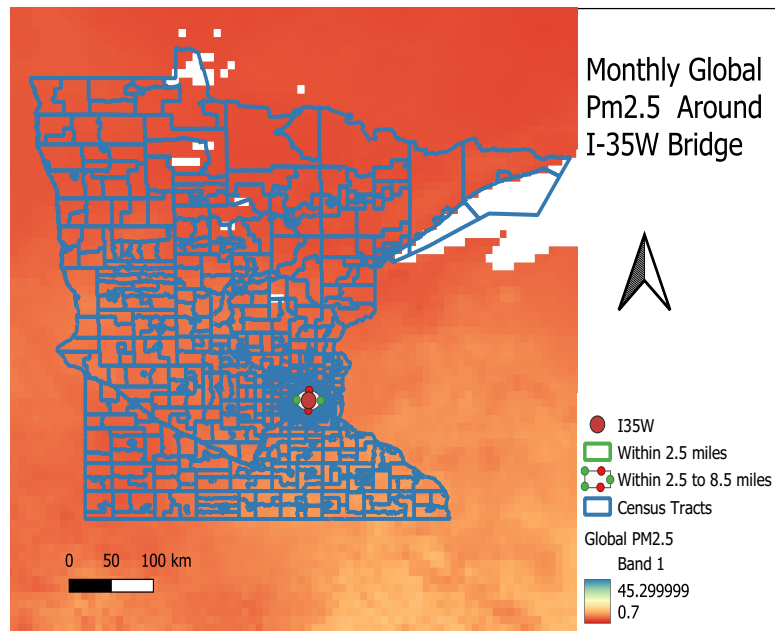 Monthly Global
Pm2.5 Around
I-35W Bridge
I35W
Within 2.5 miles
Within 2.5 to 8.5 miles
Census Tracts
Global PM2.5
Band 1
45.299999
0.7
0 50 100 km